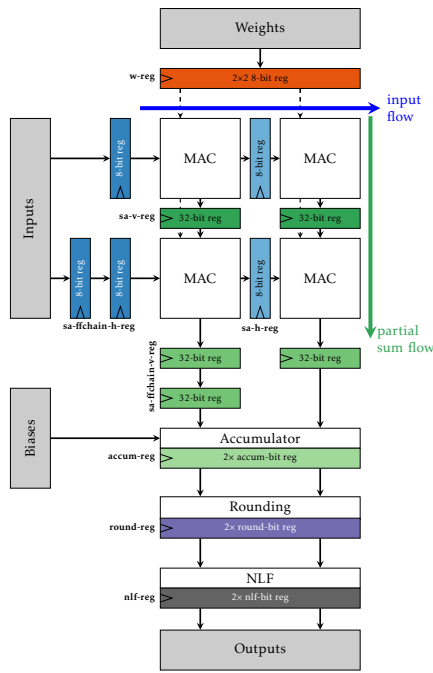 Weights
w-reg
2×2 8-bit reg
input
flow
Inputs
8-bit reg
MAC
8-bit reg
MAC
sa-v-reg
32-bit reg
32-bit reg
8-bit reg
8-bit reg
MAC
8-bit reg
MAC
sa-ffchain-h-reg
sa-h-reg
partial
sum flow
sa-ffchain-v-reg
32-bit reg
32-bit reg
32-bit reg
Biases
Accumulator
accum-reg
2× accum-bit reg
Rounding
round-reg
2× round-bit reg
NLF
nlf-reg
2× nlf-bit reg
Outputs